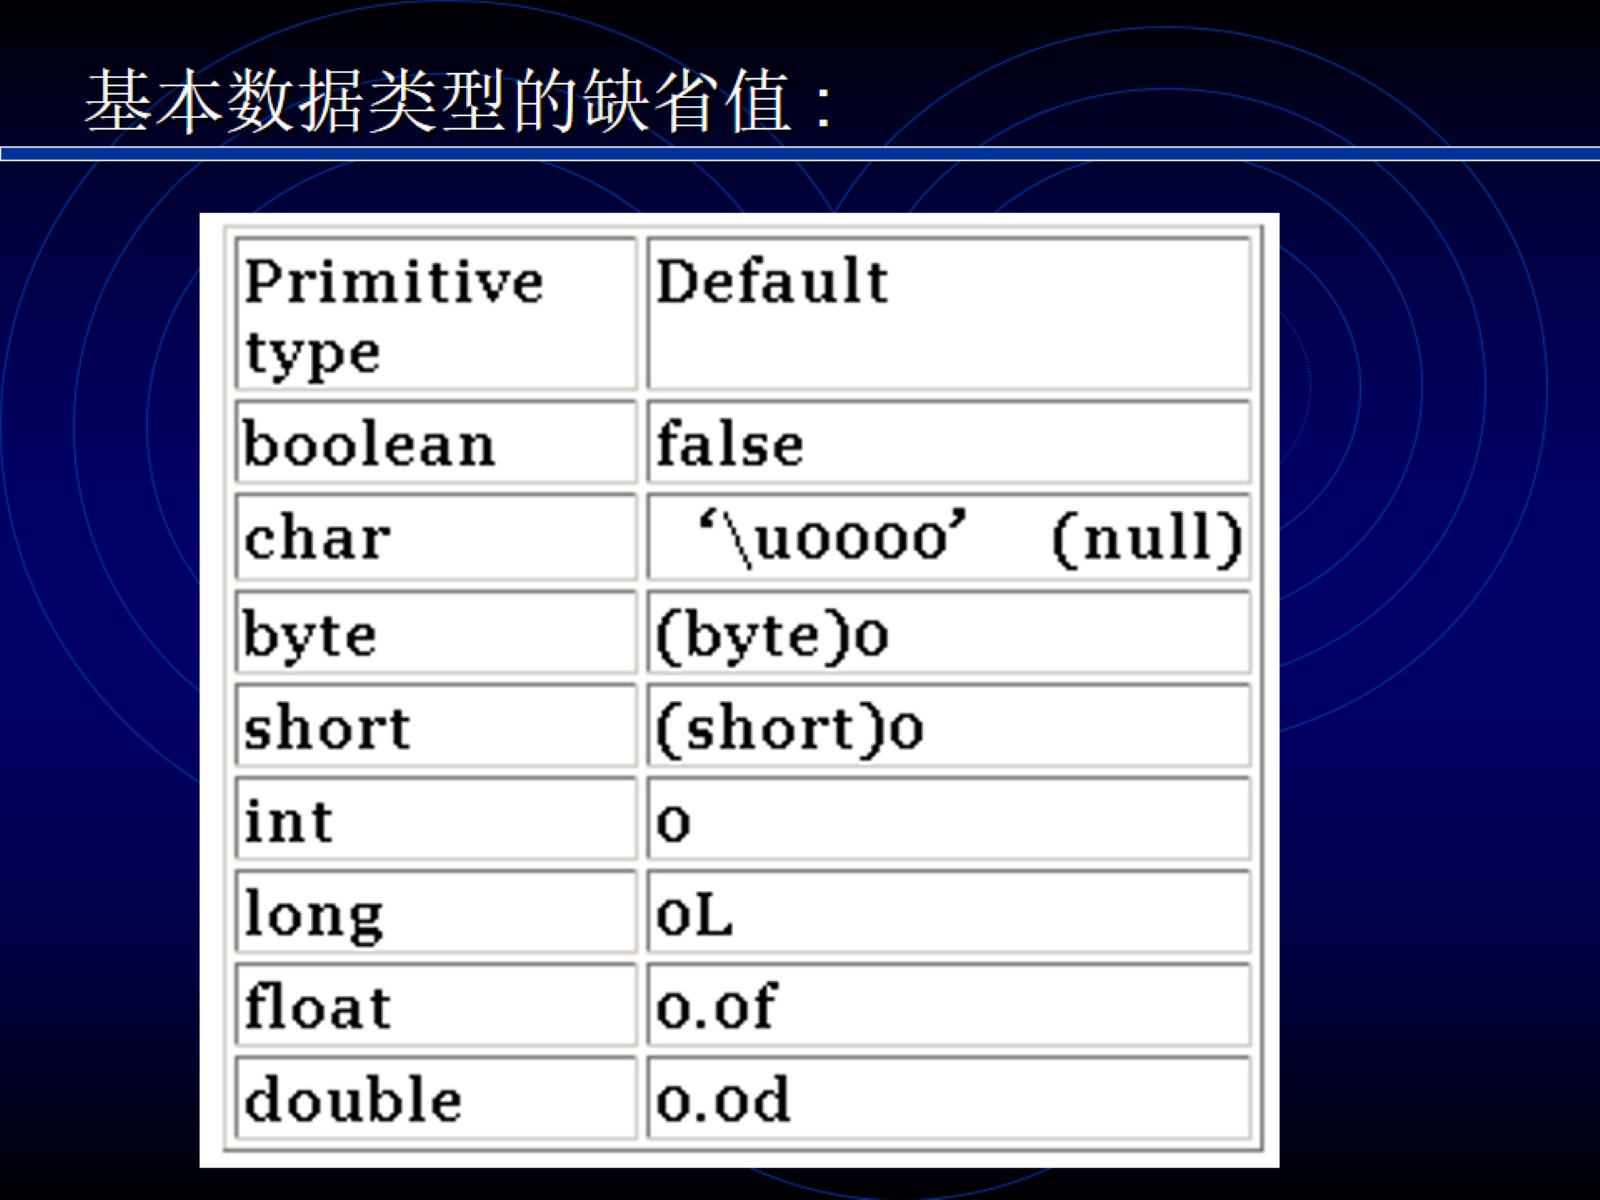 基本数据类型的缺省值：
Primitive type	Default
boolean	false
char	‘\u0000’ (null)
byte	(byte)0
short	(short)0
int	0
long	0L
float	0.0f
double	0.0d